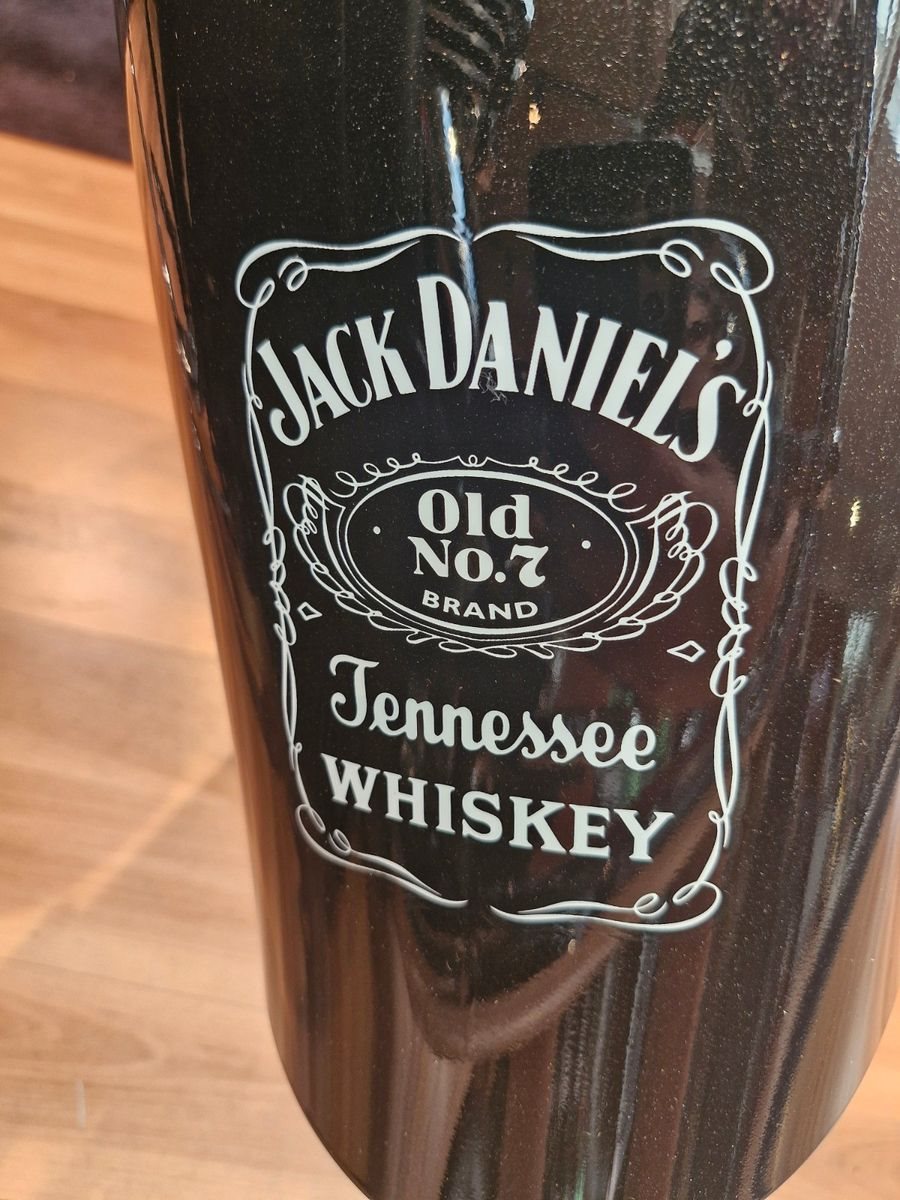 JACK DANIEL'S
Old
No.7
BRAND
Tennessee
WHISKEY